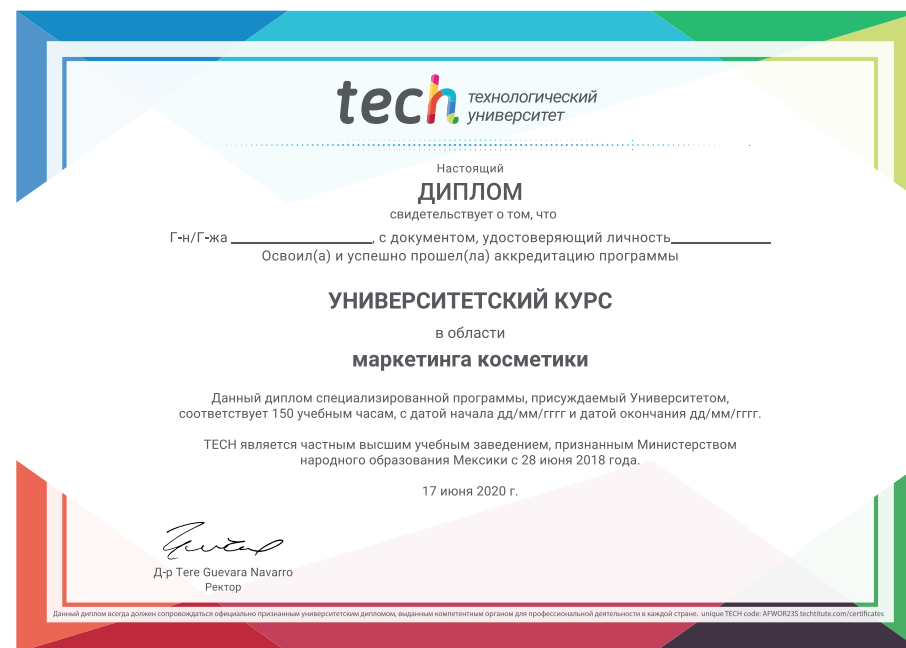 tech технологический
университет
Настоящий
ДИПЛОМ
свидетельствует о том, что
Г-н/Г-жа ________________, с документом, удостоверяющий личность____________
Освоил(а) и успешно прошел(ла) аккредитацию программы
УНИВЕРСИТЕТСКИЙ КУРС
в области
маркетинга косметики
Данный диплом специализированной программы, присуждаемый Университетом,
соответствует 150 учебным часам, с датой начала дд/мм/гггг и датой окончания дд/мм/гггг.
TECH является частным высшим учебным заведением, признанным Министерством
народного образования Мексики с 28 июня 2018 года.
17 июня 2020 г.
Д-р Tere Guevara Navarro
Ректор
Данный диплом всегда должен сопровождаться официально признанным университетским дипломом, выданным компетентным органом для профессиональной деятельности в каждой стране. unique TECH code: AFWOR23S techtitute.com/certificates